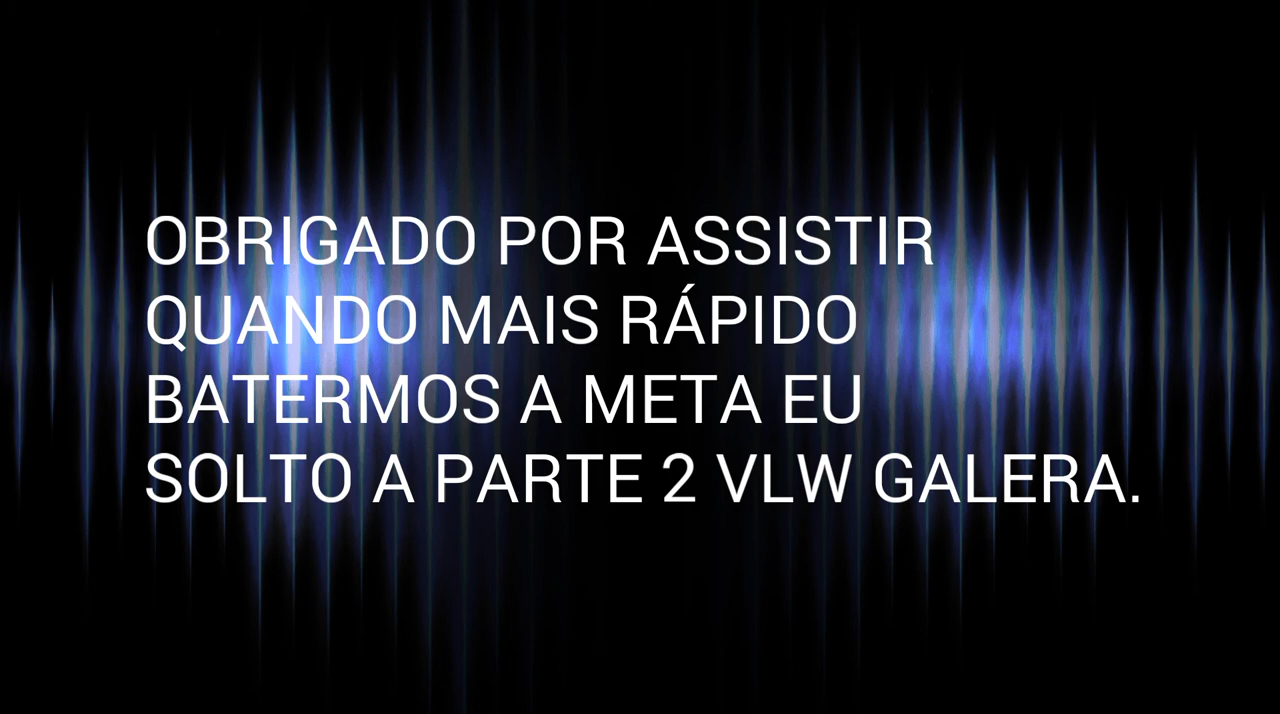 OBRIGADO POR ASSISTIR
QUANDO MAIS RÁPIDO
BATERMOS A META EU
SOLTO A PARTE 2 VLW GALERA.